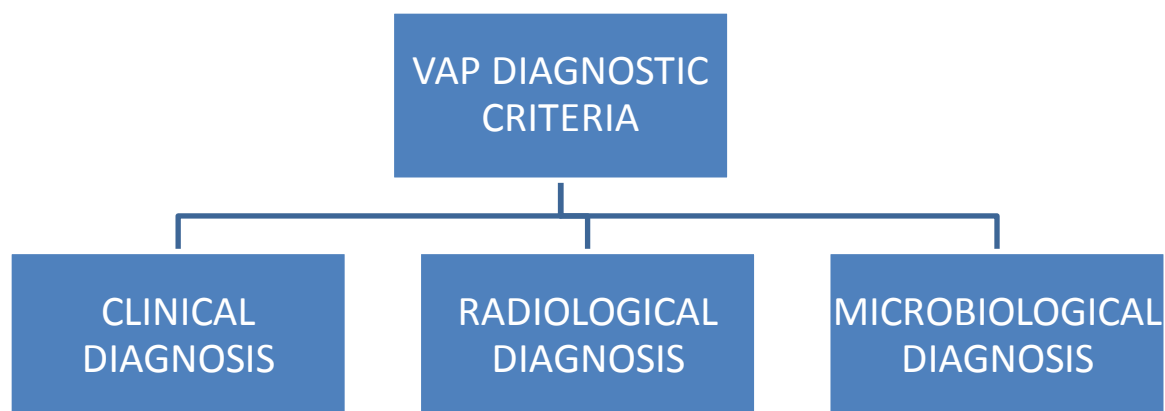 VAP DIAGNOSTIC
CRITERIA
CLINICAL
DIAGNOSIS
RADIOLOGICAL
DIAGNOSIS
MICROBIOLOGICAL
DIAGNOSIS